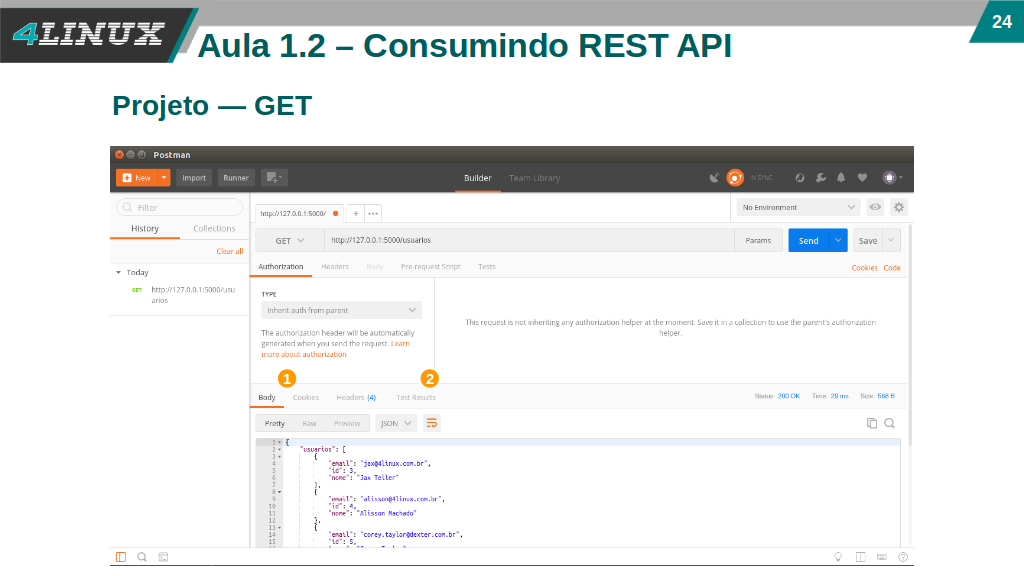 4LINUX
24
Aula 1.2 – Consumindo REST API
Projeto — GET
Postman
New
Import
Runner
Builder
Team Library
IN SYNC
Filter
History
Collections
Clear all
Today
GET http://127.0.0.1:5000/usu
arios
http://127.0.0.1:5000/
+
•••
No Environment
GET
http://127.0.0.1:5000/usuarios
Params
Send
Save
Authorization
Headers
Body
Pre-request Script
Tests
Cookies
Code
TYPE
Inherit auth from parent
The authorization header will be automatically
generated when you send the request. Learn
more about authorization
This request is not inheriting any authorization helper at the moment. Save it in a collection to use the parent's authorization
helper.
1
2
Body
Cookies
Headers (4)
Test Results
Status: 200 OK
Time: 29 ms
Size: 568 B
Pretty
Raw
Preview
JSON
1 {
2 "usuarios": [
3 {
4 "email": "jax@4linux.com.br",
5 "id": 3,
6 "nome": "Jax Teller"
7 },
8 {
9 "email": "alisson@4linux.com.br",
10 "id": 4,
11 "nome": "Alisson Machado"
12 },
13 {
14 "email": "corey.taylor@dexter.com.br",
15 "id": 5,